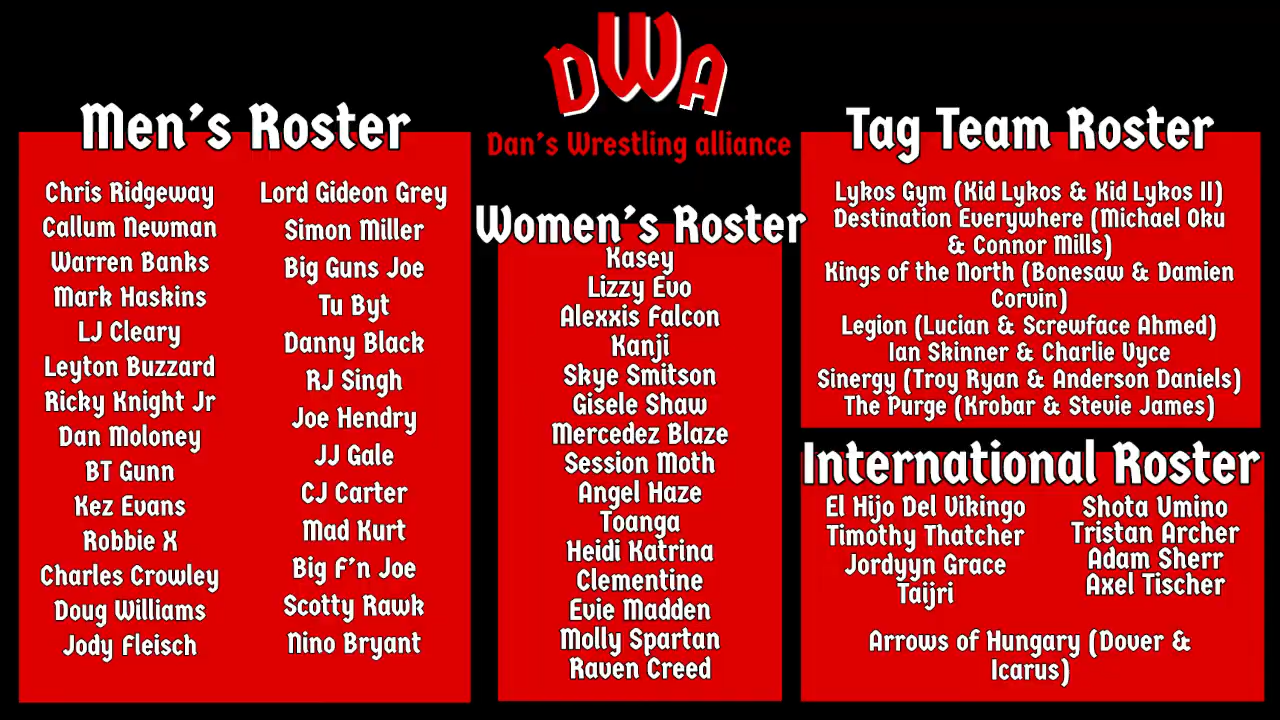 DWA
Dan's Wrestling alliance
Men's Roster
Chris Ridgeway
Callum Newman
Warren Banks
Mark Haskins
LJ Cleary
Leyton Buzzard
Ricky Knight Jr
Dan Moloney
BT Gunn
Kez Evans
Robbie X
Charles Crowley
Doug Williams
Jody Fleisch
Lord Gideon Grey
Simon Miller
Big Guns Joe
Tu Byt
Danny Black
RJ Singh
Joe Hendry
JJ Gale
CJ Carter
Mad Kurt
Big F'n Joe
Scotty Rawk
Nino Bryant
Women's Roster
Kasey
Lizzy Evo
Alexxis Falcon
Kanji
Skye Smitson
Gisele Shaw
Mercedez Blaze
Session Moth
Angel Haze
Toanga
Heidi Katrina
Clementine
Evie Madden
Molly Spartan
Raven Creed
Tag Team Roster
Lykos Gym (Kid Lykos & Kid Lykos II)
Destination Everywhere (Michael Oku
& Connor Mills)
Kings of the North (Bonesaw & Damien
Corvin)
Legion (Lucian & Screwface Ahmed)
Ian Skinner & Charlie Vyce
Sinergy (Troy Ryan & Anderson Daniels)
The Purge (Krobar & Stevie James)
International Roster
El Hijo Del Vikingo
Timothy Thatcher
Jordyyn Grace
Taijri
Shota Umino
Tristan Archer
Adam Sherr
Axel Tischer
Arrows of Hungary (Dover &
Icarus)